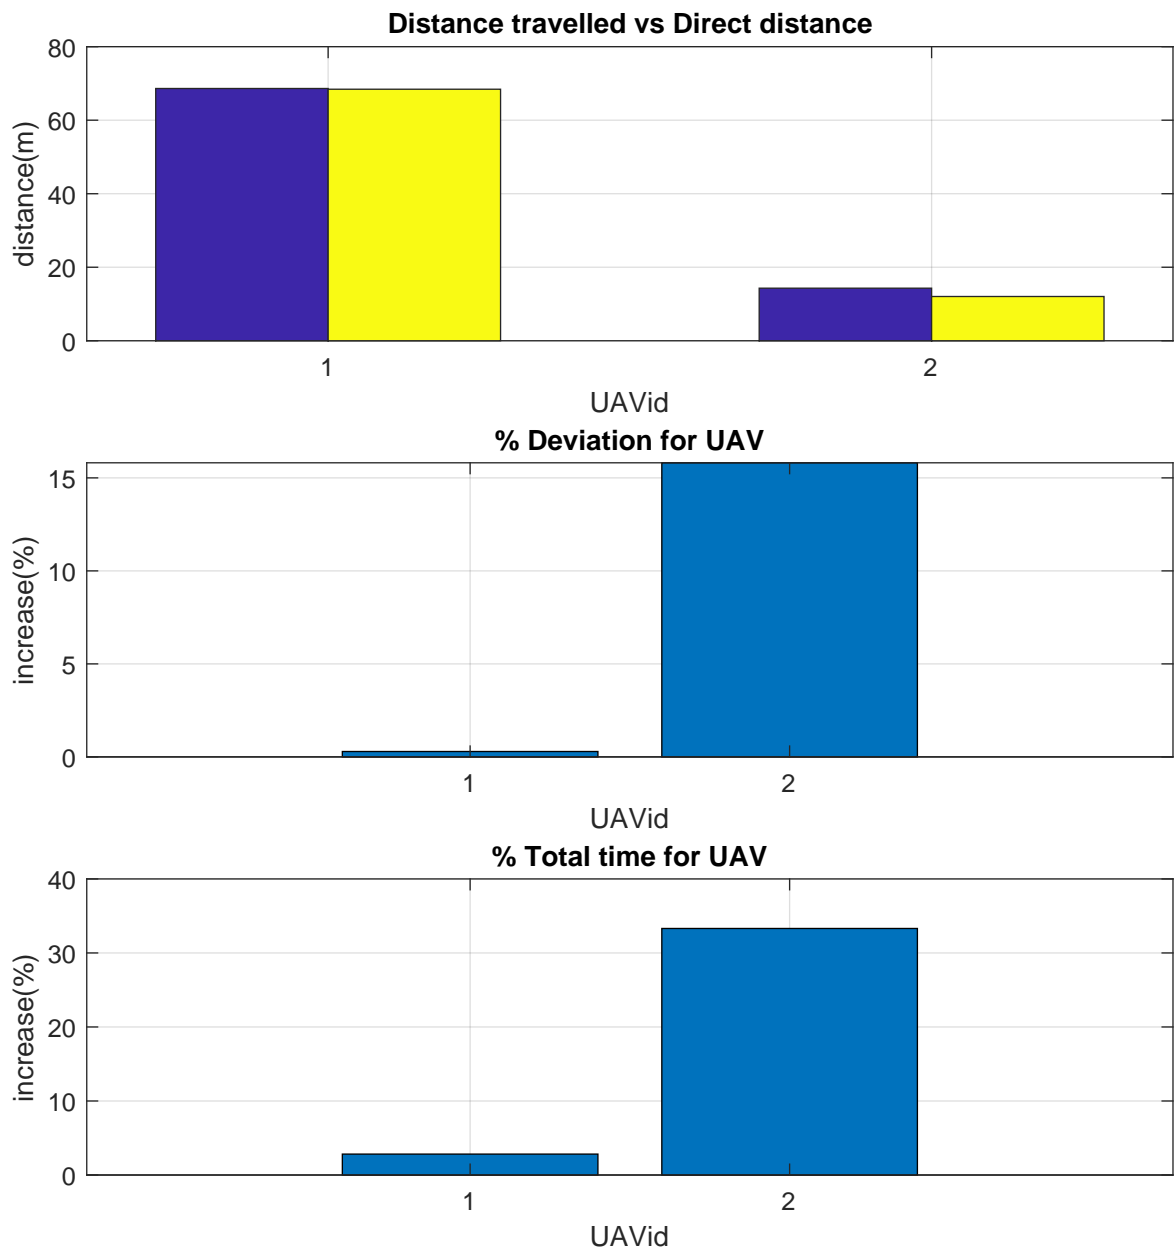 Distance travelled vs Direct distance
80
60
40
20
0
distance(m)
1 2
UAVid
% Deviation for UAV
15
10
5
0
increase(%)
1 2
UAVid
% Total time for UAV
40
30
20
10
0
increase(%)
1 2
UAVid